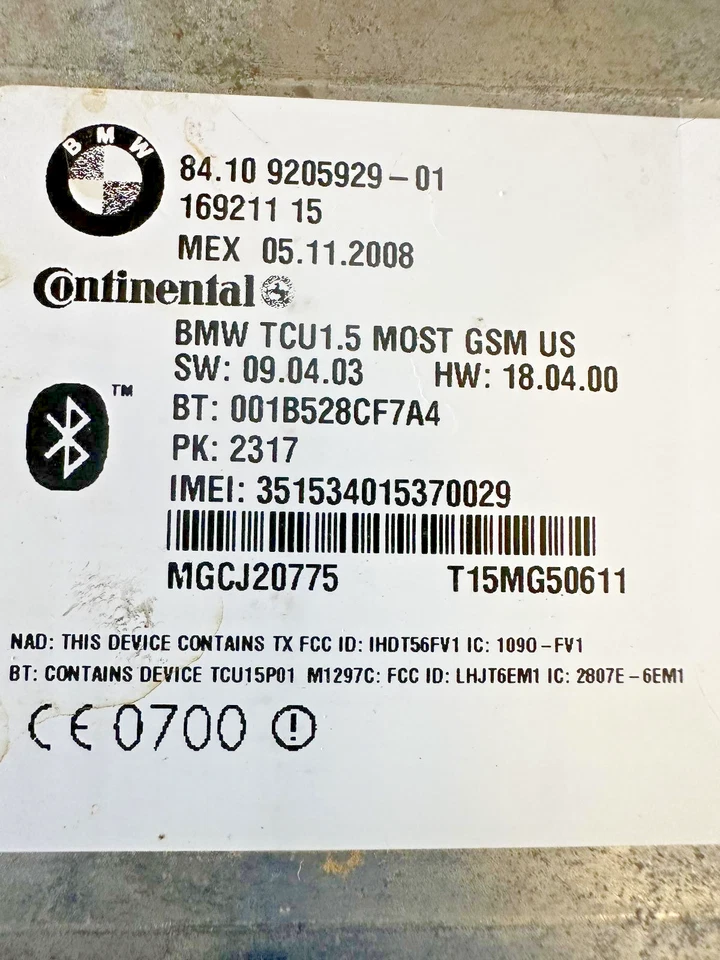 BMW
84.10 9205929-01
169211 15
MEX 05.11.2008
Continental
BMW TCU1.5 MOST GSM US
SW: 09.04.03 HW: 18.04.00
TM
BT: 001B528CF7A4
PK: 2317
IMEI: 351534015370029
MGCJ20775 T15MG50611
NAD: THIS DEVICE CONTAINS TX FCC ID: IHDT56FV1 IC: 1090-FV1
BT: CONTAINS DEVICE TCU15P01 M1297C: FCC ID: LHJT6EM1 IC: 2807E-6EM1
CE 0700 !